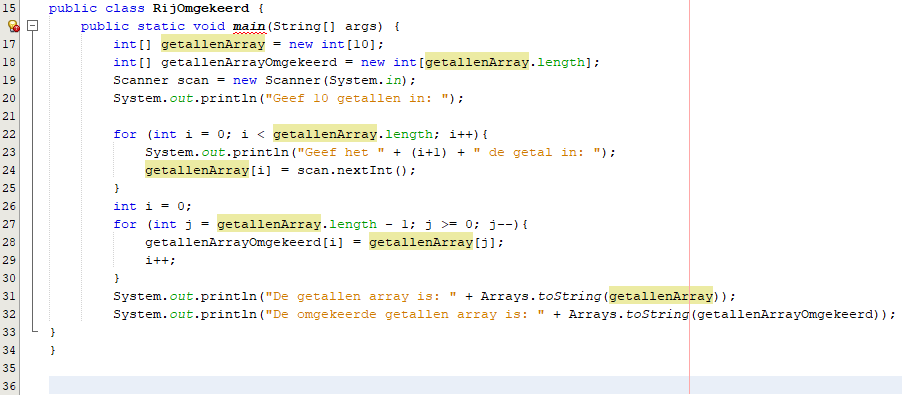 15 public class RijOmgekeerd {
public static void main(String[] args) {
17 int[] getallenArray = new int[10];
18 int[] getallenArrayOmgekeerd = new int[getallenArray.length];
19 Scanner scan = new Scanner(System.in);
20 System.out.println("Geef 10 getallen in: ");
21
22 for (int i = 0; i < getallenArray.length; i++){
23 System.out.println("Geef het " + (i+1) + " de getal in: ");
24 getallenArray[i] = scan.nextInt();
25 }
26 int i = 0;
27 for (int j = getallenArray.length - 1; j >= 0; j--){
28 getallenArrayOmgekeerd[i] = getallenArray[j];
29 i++;
30 }
31 System.out.println("De getallen array is: " + Arrays.toString(getallenArray));
32 System.out.println("De omgekeerde getallen array is: " + Arrays.toString(getallenArrayOmgekeerd));
33 }
34 }
35
36